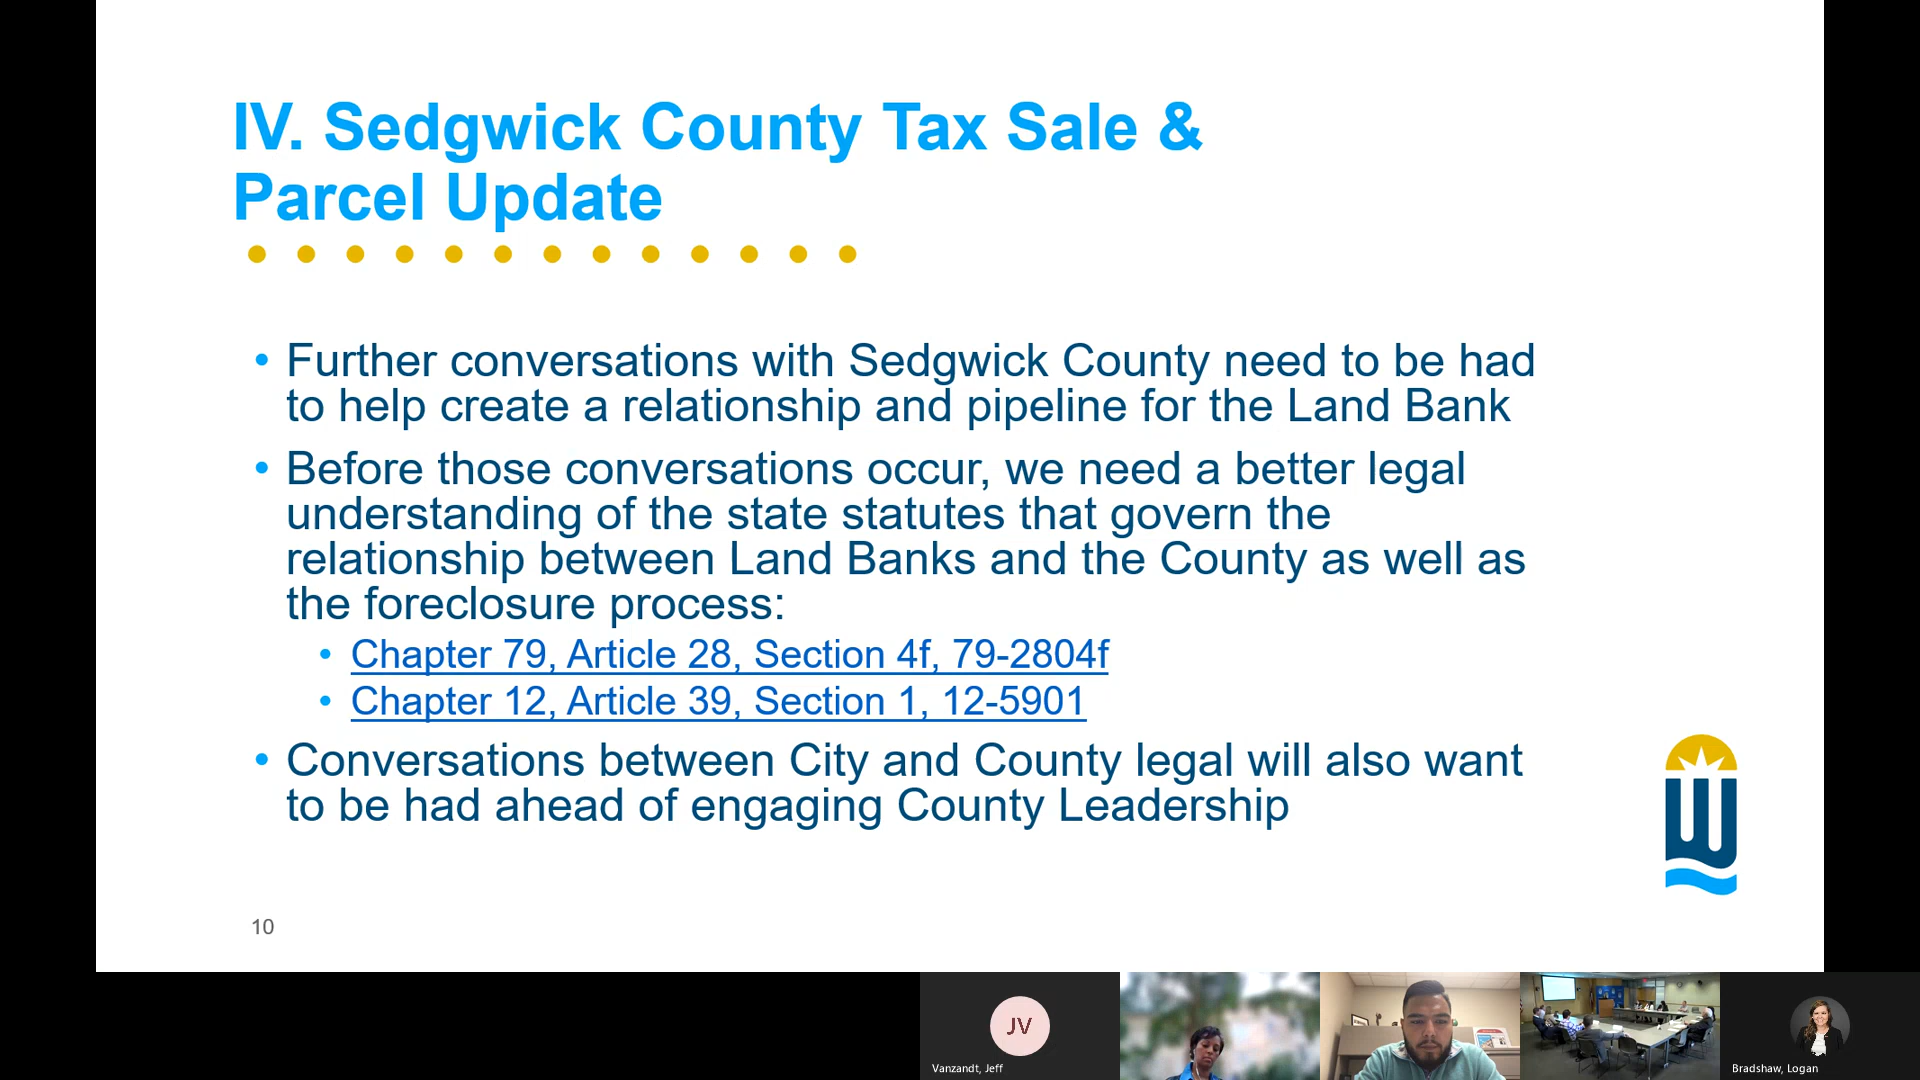 IV. Sedgwick County Tax Sale &
Parcel Update
• Further conversations with Sedgwick County need to be had
to help create a relationship and pipeline for the Land Bank
• Before those conversations occur, we need a better legal
understanding of the state statutes that govern the
relationship between Land Banks and the County as well as
the foreclosure process:
• Chapter 79, Article 28, Section 4f, 79-2804f
• Chapter 12, Article 39, Section 1, 12-5901
• Conversations between City and County legal will also want
to be had ahead of engaging County Leadership
10
JV
Vanzandt, Jeff
Bradshaw, Logan